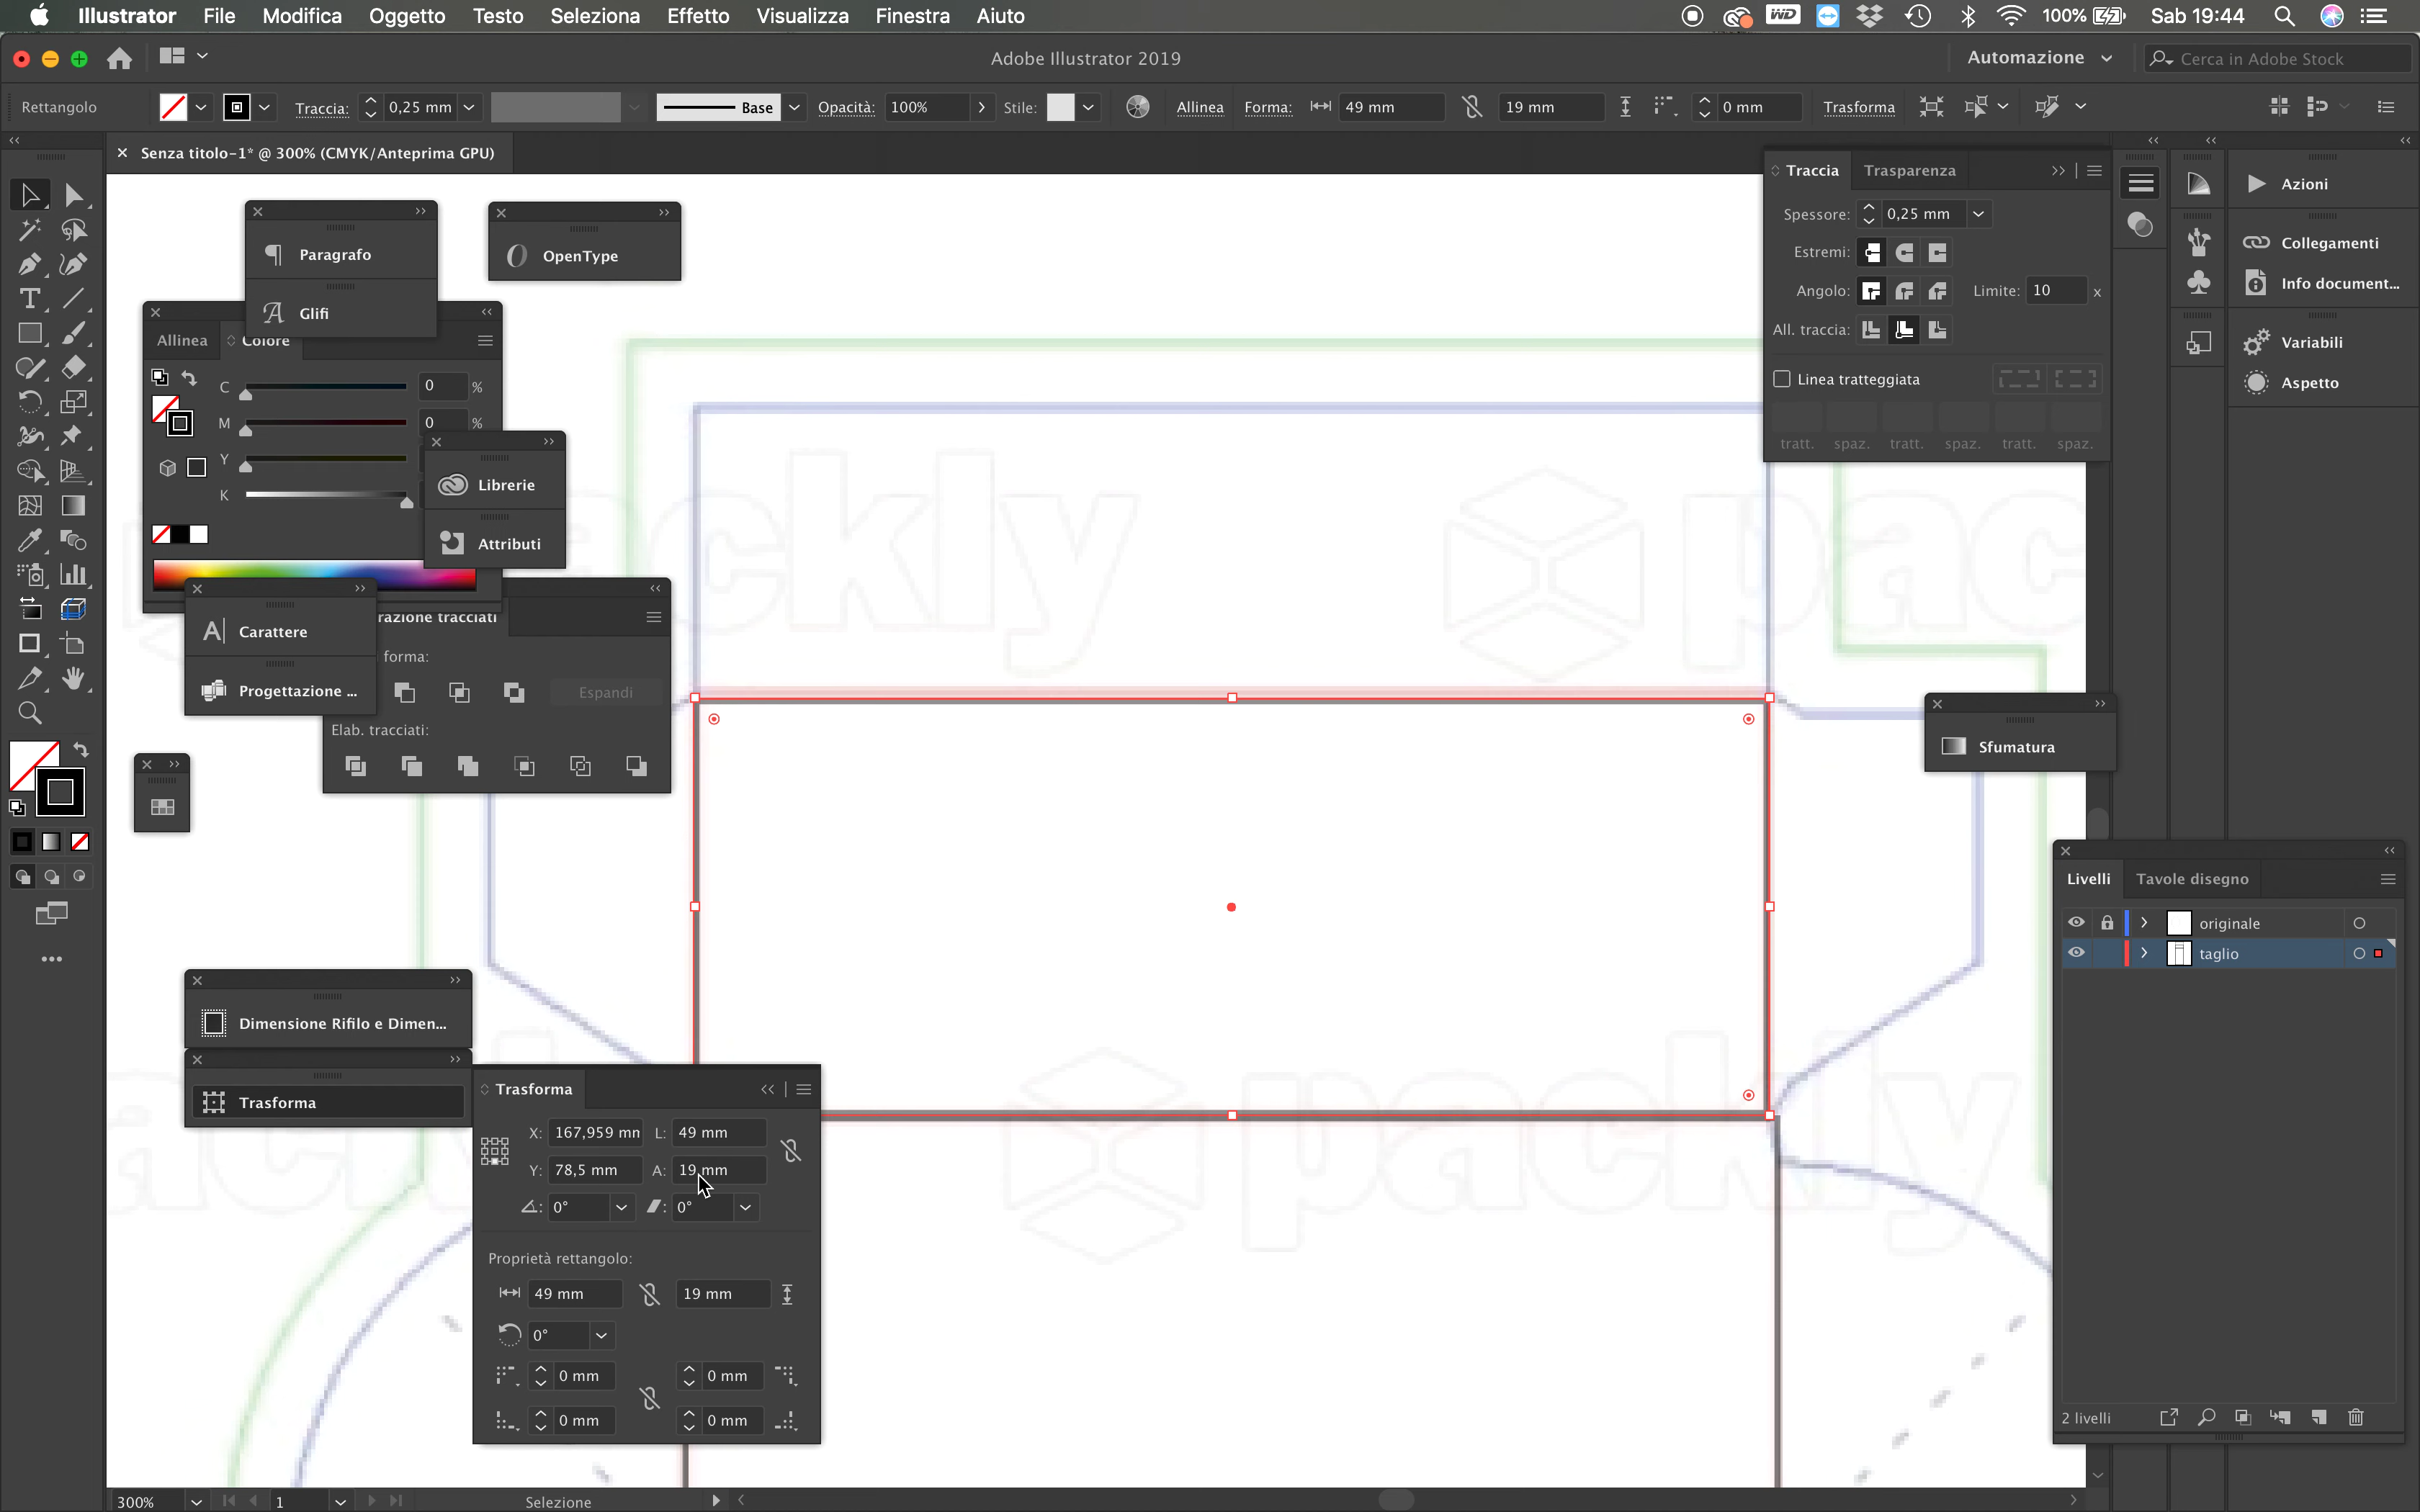 Illustrator File Modifica Oggetto Testo Seleziona Effetto Visualizza Finestra Aiuto
WD 100% Sab 19:44
Adobe Illustrator 2019
Automazione Cerca in Adobe Stock
Rettangolo Traccia: 0,25 mm Base Opacità: 100% Stile: Allinea Forma: 49 mm 19 mm 0 mm Trasforma
× Senza titolo-1* @ 300% (CMYK/Anteprima GPU)
Paragrafo
Glifi
OpenType
Allinea Colore
C 0 %
M 0 %
Y
K
Librerie
Attributi
Carattere
Progettazione ...
razione tracciati
forma:
Espandi
Elab. tracciati:
Dimensione Rifilo e Dimen...
Trasforma
Trasforma
X: 167,959 mn L: 49 mm
Y: 78,5 mm A: 19 mm
0° 0°
Proprietà rettangolo:
49 mm 19 mm
0°
0 mm 0 mm
0 mm 0 mm
Traccia Trasparenza
Spessore: 0,25 mm
Estremi:
Angolo: Limite: 10 x
All. traccia:
Linea tratteggiata
tratt. spaz. tratt. spaz. tratt. spaz.
Azioni
Collegamenti
Info document...
Variabili
Aspetto
Sfumatura
Livelli Tavole disegno
originale
taglio
2 livelli
ackly
pac
packly
300% 1 Selezione